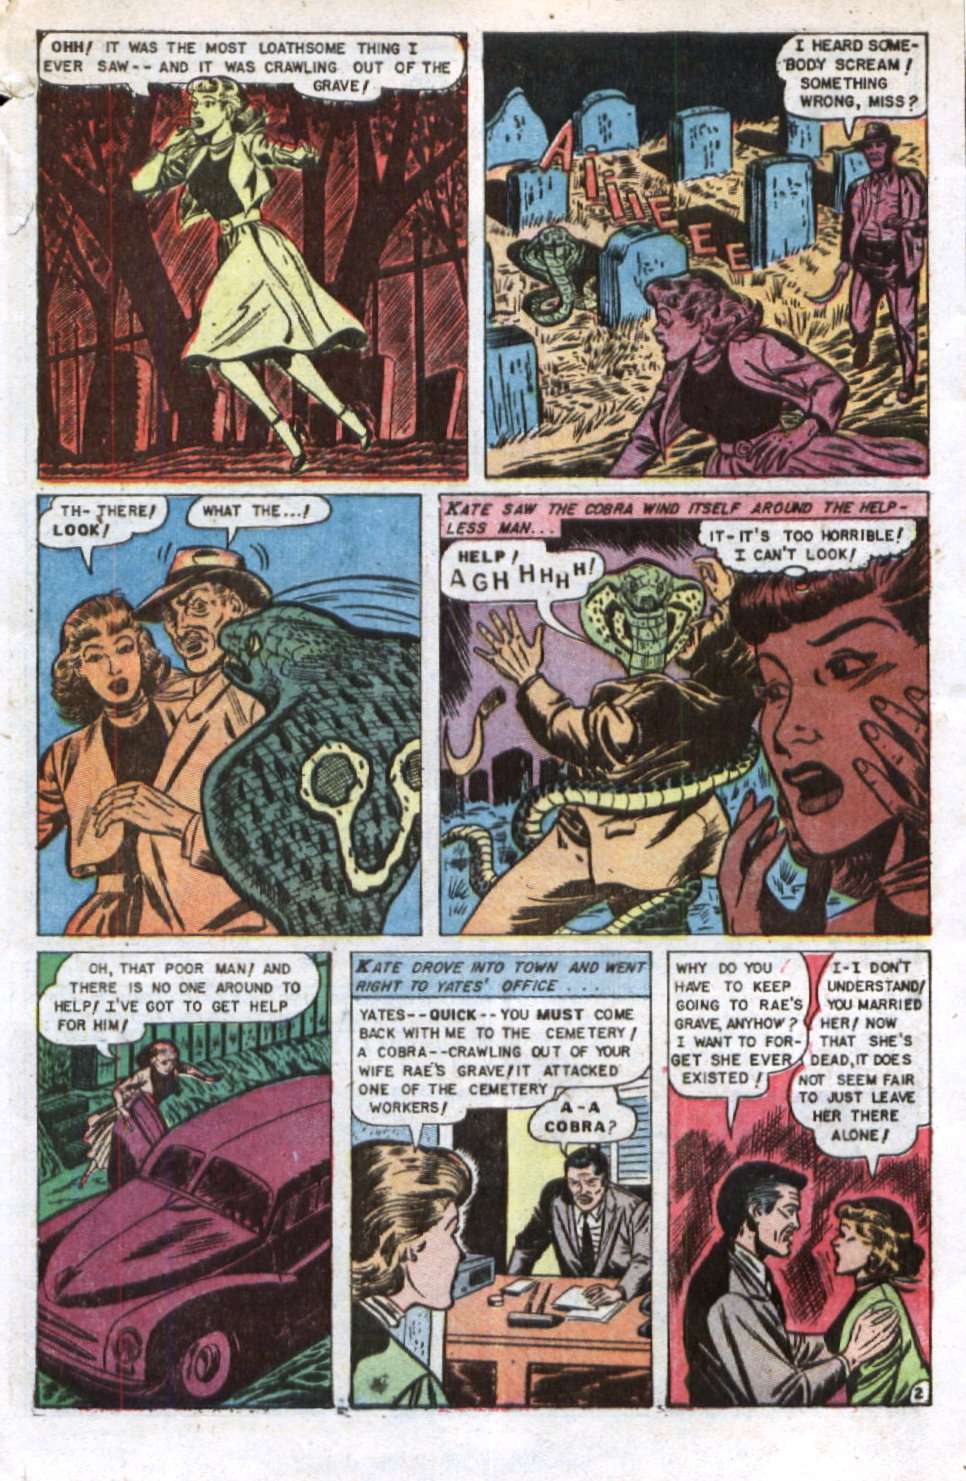 OHH! IT WAS THE MOST LOATHSOME THING I
EVER SAW-- AND IT WAS CRAWLING OUT OF THE
GRAVE!
AIIIEEEE
I HEARD SOME-
BODY SCREAM!
SOMETHING
WRONG, MISS?
TH- THERE!
LOOK!
WHAT THE...!
KATE SAW THE COBRA WIND ITSELF AROUND THE HELP-
LESS MAN...
HELP!
AGHHHHH!
IT-IT'S TOO HORRIBLE!
I CAN'T LOOK!
OH, THAT POOR MAN! AND
THERE IS NO ONE AROUND TO
HELP! I'VE GOT TO GET HELP
FOR HIM!
KATE DROVE INTO TOWN AND WENT
RIGHT TO YATES' OFFICE...
YATES--QUICK--YOU MUST COME
BACK WITH ME TO THE CEMETERY!
A COBRA--CRAWLING OUT OF YOUR
WIFE RAE'S GRAVE! IT ATTACKED
ONE OF THE CEMETERY
WORKERS!
A-A
COBRA?
WHY DO YOU
HAVE TO KEEP
GOING TO RAE'S
GRAVE, ANYHOW?
I WANT TO FOR-
GET SHE EVER
EXISTED!
I-I DON'T
UNDERSTAND!
YOU MARRIED
HER! NOW
THAT SHE'S
DEAD, IT DOES
NOT SEEM FAIR
TO JUST LEAVE
HER THERE
ALONE!
2